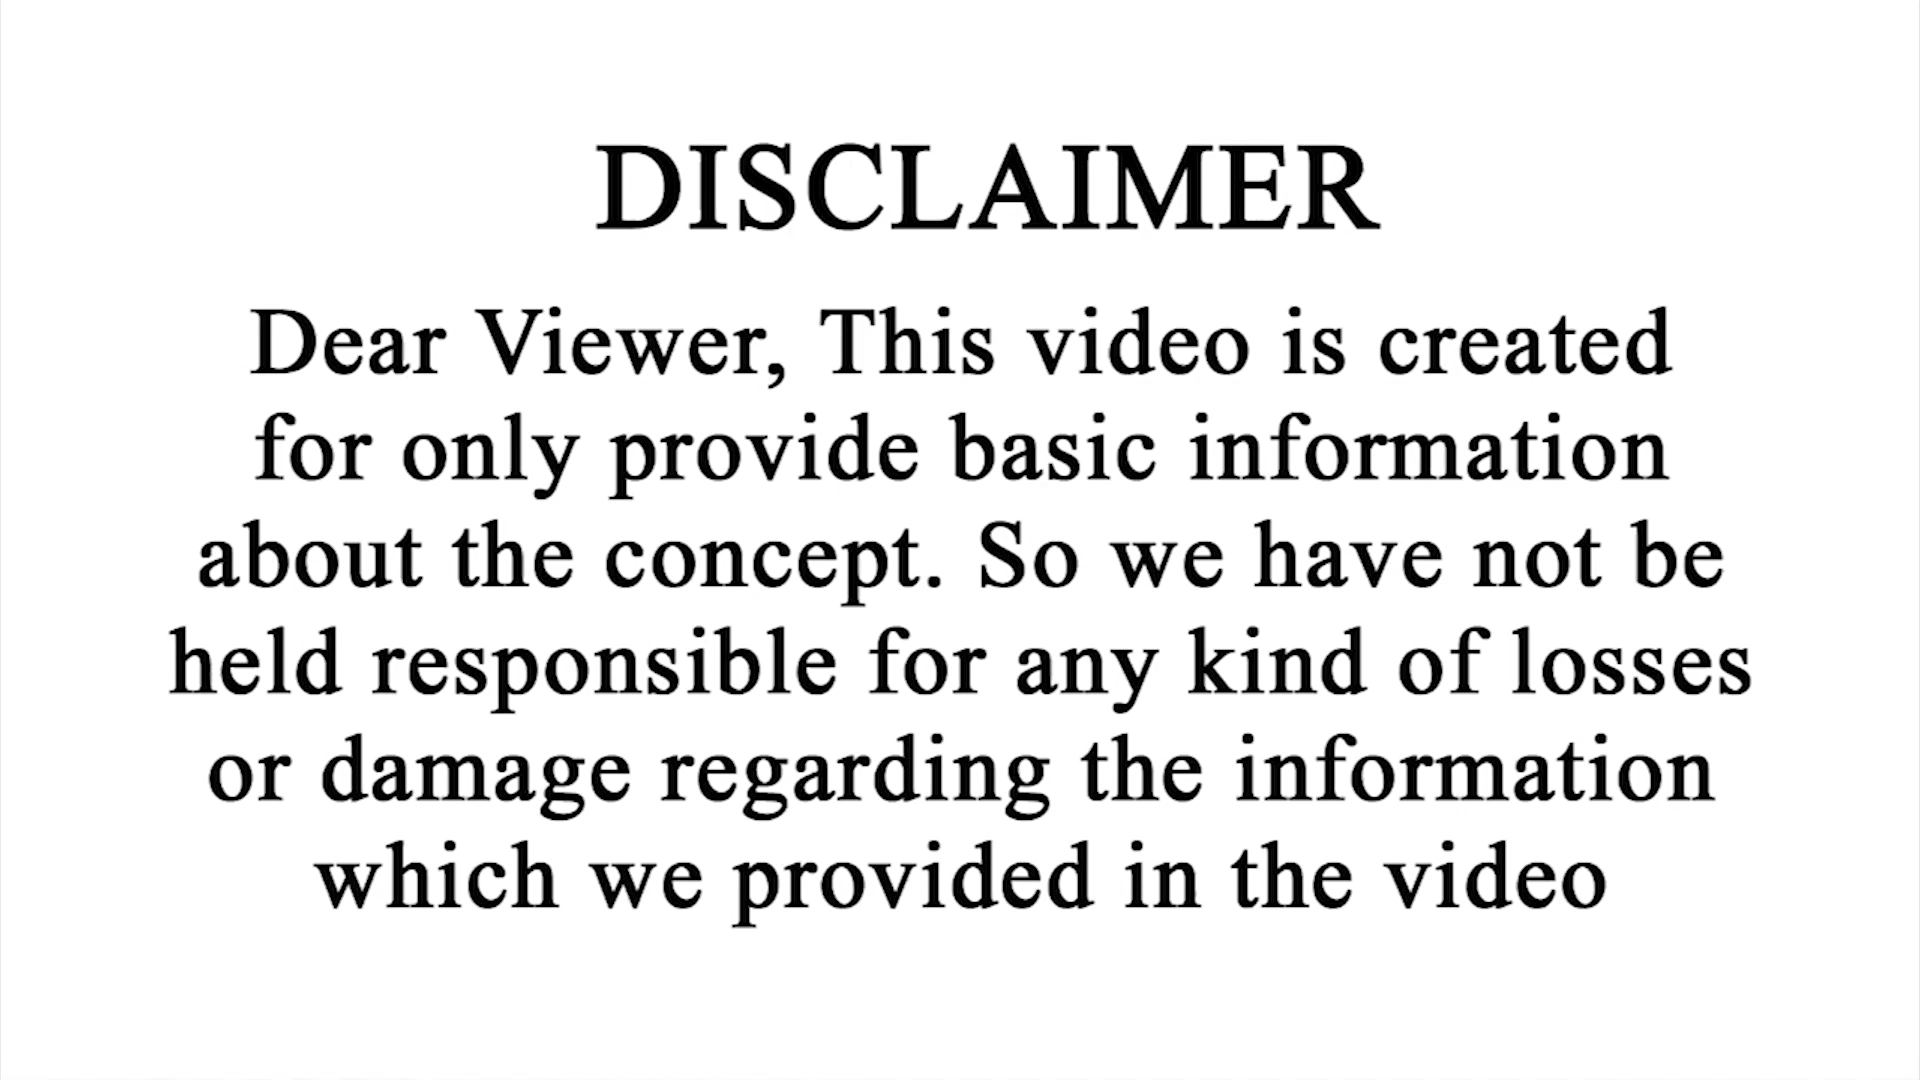 DISCLAIMER
Dear Viewer, This video is created
for only provide basic information
about the concept. So we have not be
held responsible for any kind of losses
or damage regarding the information
which we provided in the video